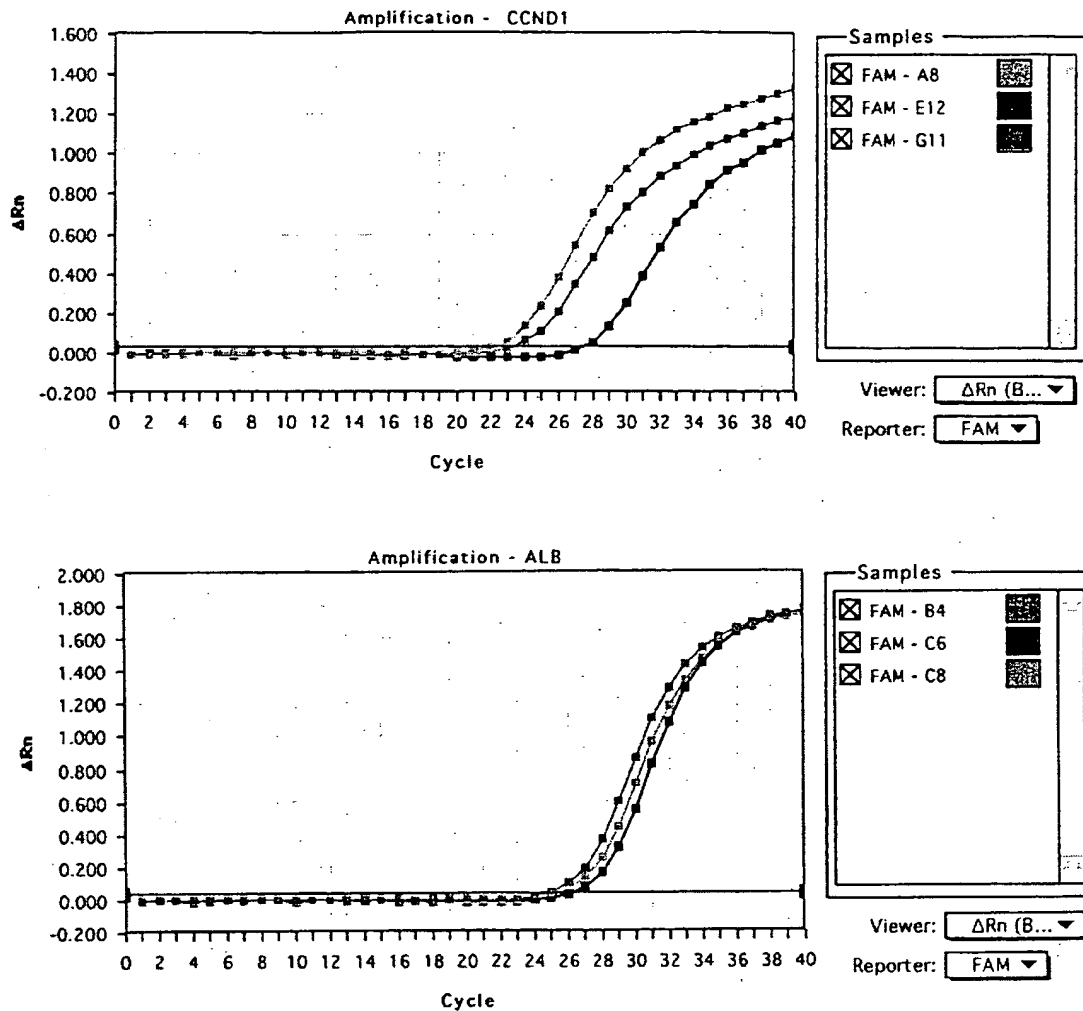 Amplification - CCND1
1.600
1.400
1.200
1.000
0.800
0.600
0.400
0.200
0.000
-0.200
ΔRn
0 2 4 6 8 10 12 14 16 18 20 22 24 26 28 30 32 34 36 38 40
Cycle
Samples
FAM - A8
FAM - E12
FAM - G11
Viewer: ΔRn (B...
Reporter: FAM
Amplification - ALB
2.000
1.800
1.600
1.400
1.200
1.000
0.800
0.600
0.400
0.200
0.000
-0.200
ΔRn
0 2 4 6 8 10 12 14 16 18 20 22 24 26 28 30 32 34 36 38 40
Cycle
Samples
FAM - B4
FAM - C6
FAM - C8
Viewer: ΔRn (B...
Reporter: FAM